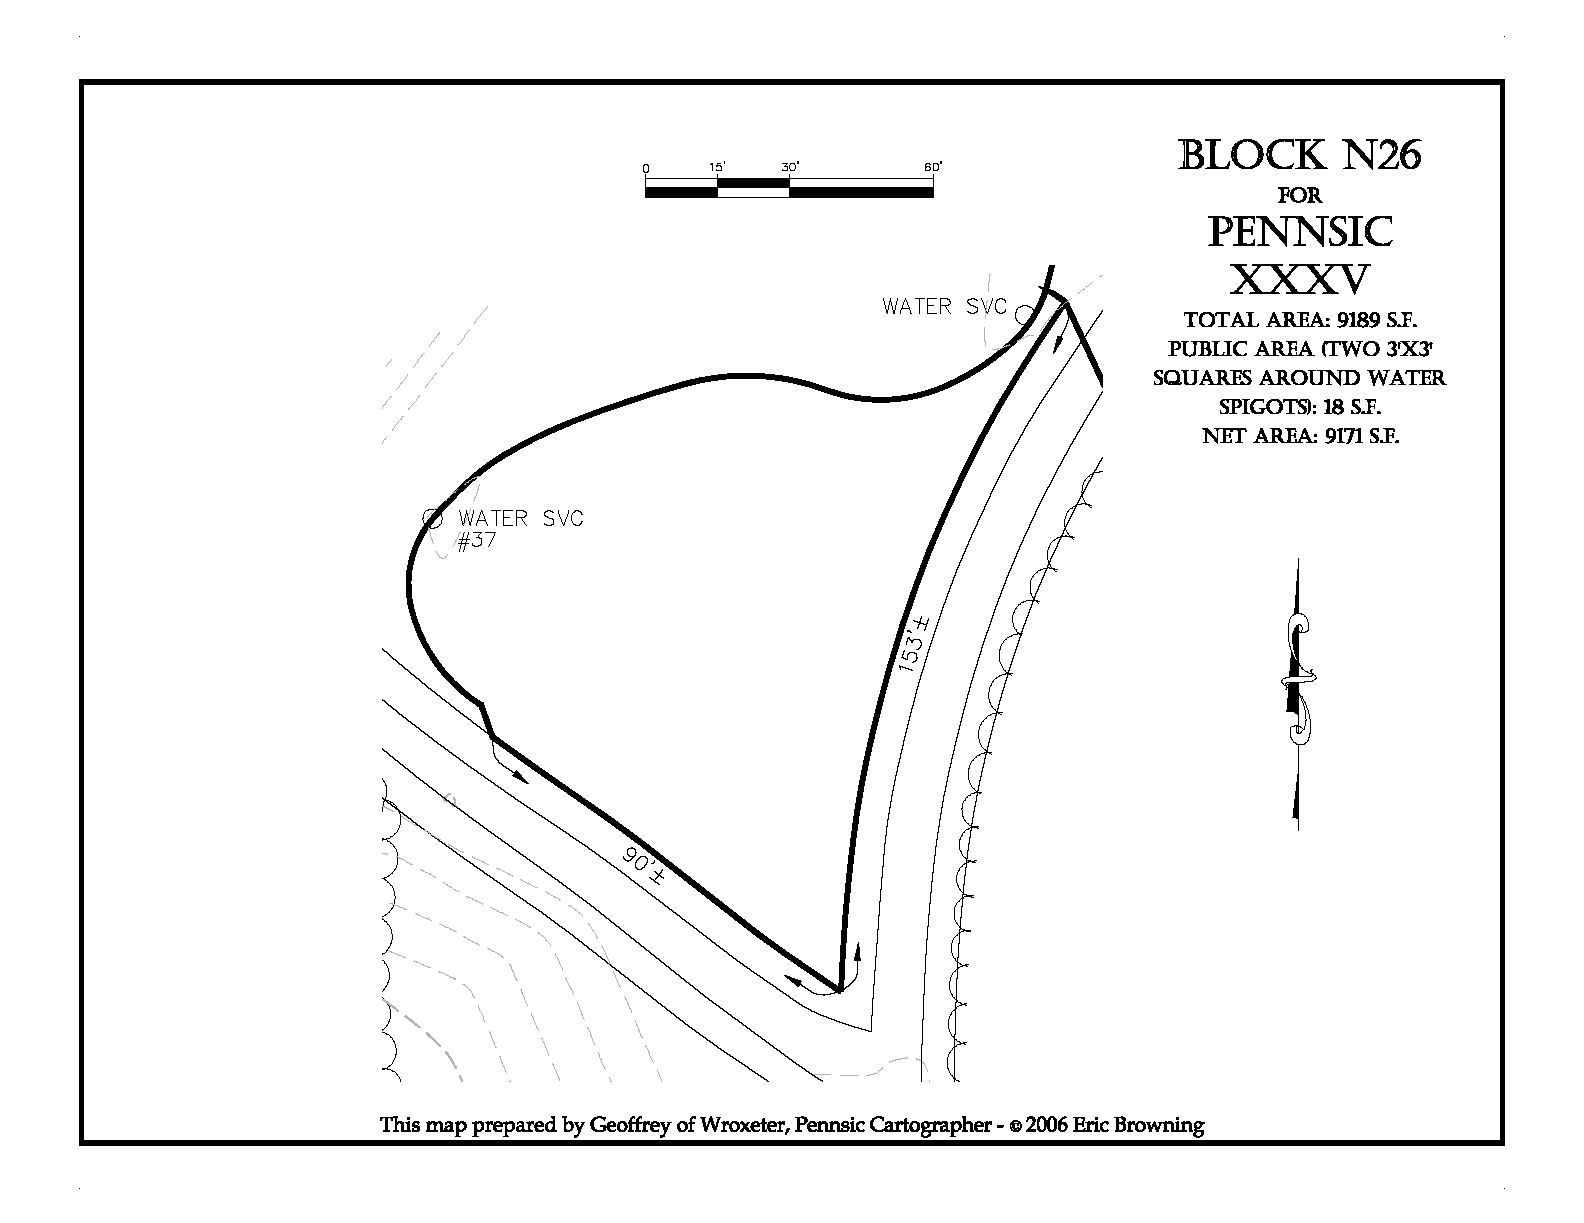 BLOCK N26
FOR
PENNSIC
XXXV
TOTAL AREA: 9189 S.F.
PUBLIC AREA (TWO 3'X3'
SQUARES AROUND WATER
SPIGOTS): 18 S.F.
NET AREA: 9171 S.F.
0 15' 30' 60'
WATER SVC
WATER SVC
#37
153'±
90'±
This map prepared by Geoffrey of Wroxeter, Pennsic Cartographer - © 2006 Eric Browning